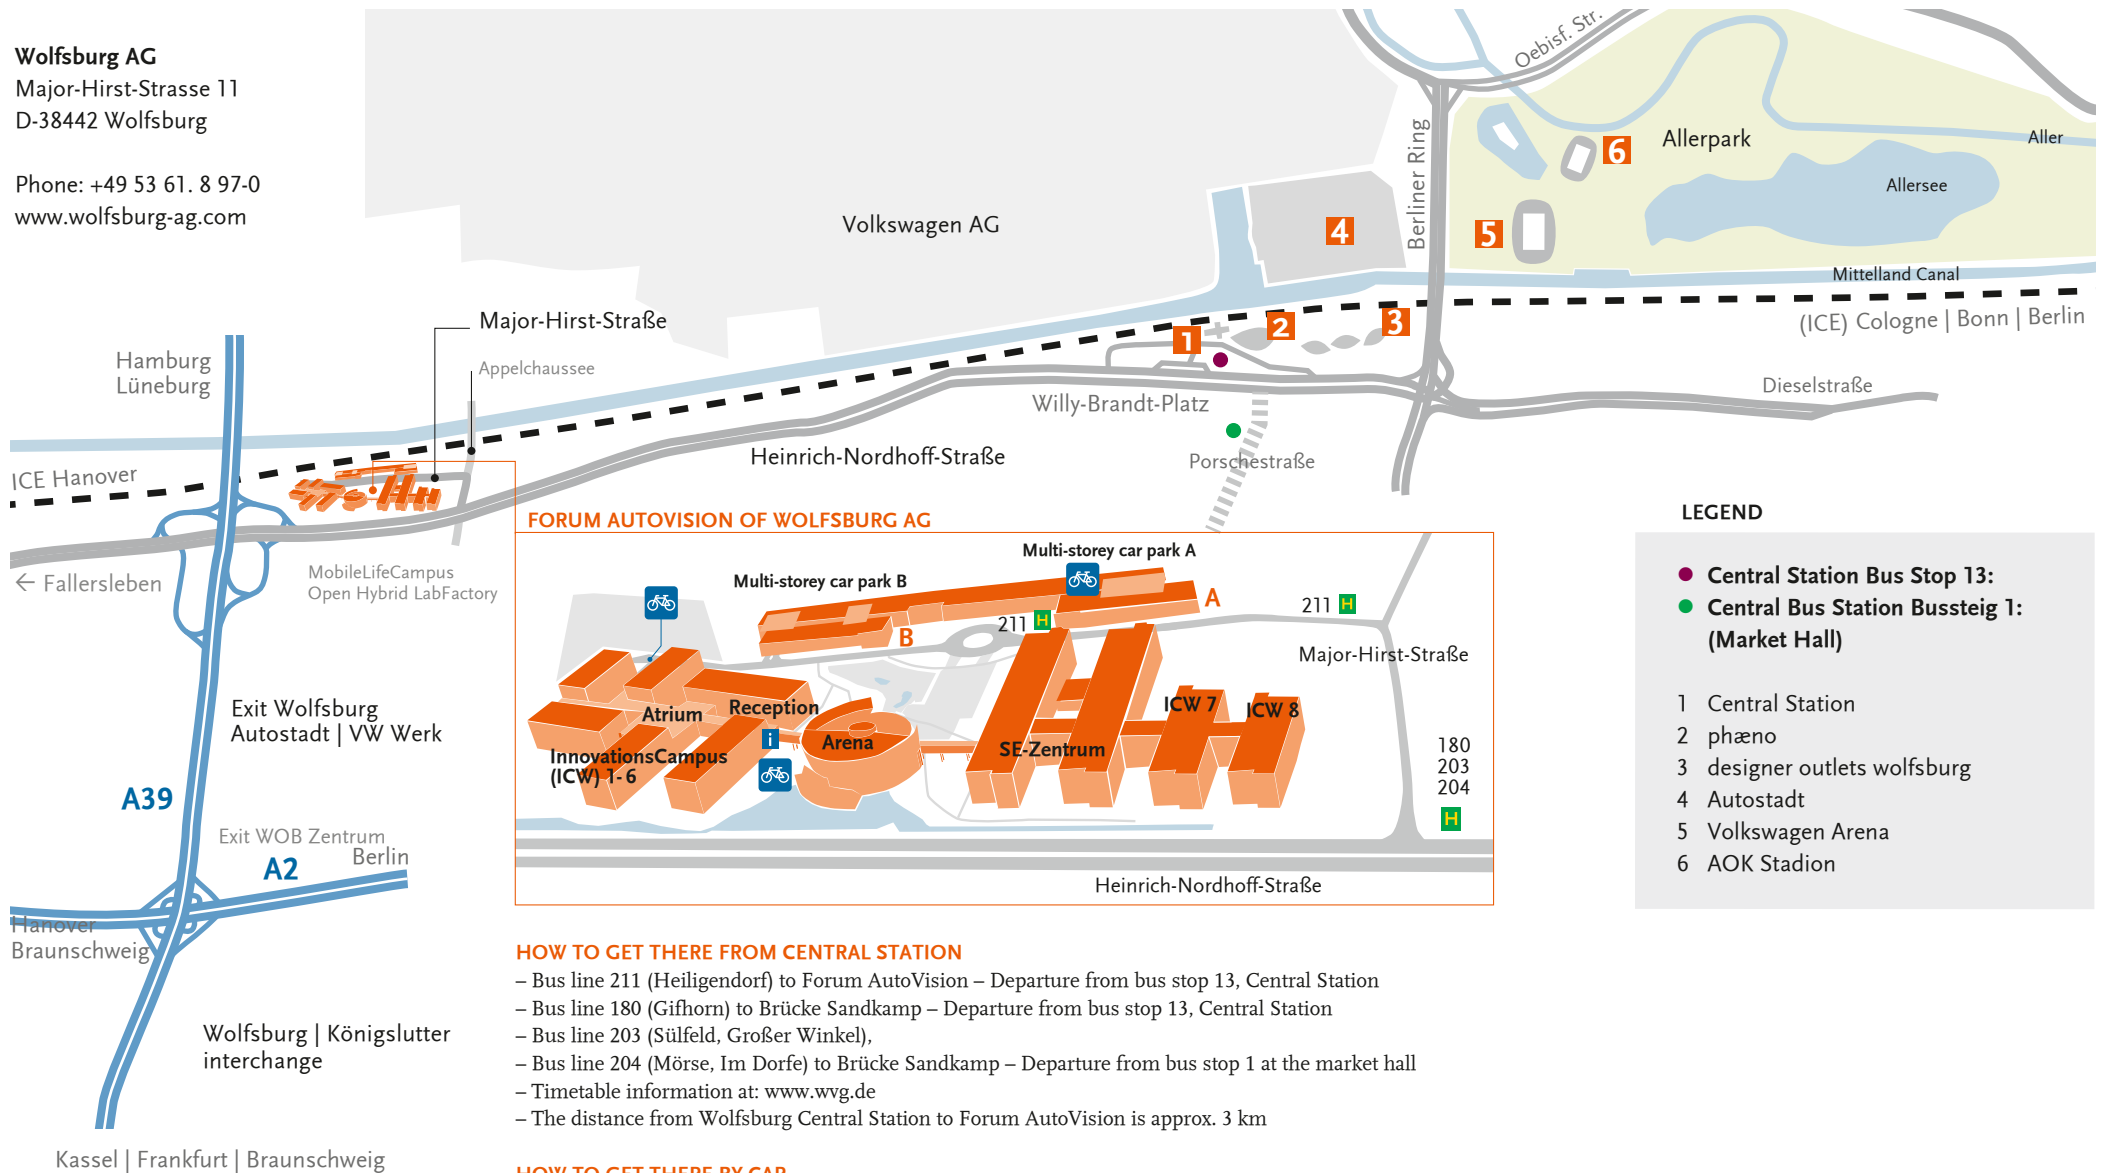 Wolfsburg AG
Major-Hirst-Strasse 11
D-38442 Wolfsburg
Phone: +49 53 61. 8 97-0
www.wolfsburg-ag.com
Volkswagen AG
Oebisf. Str.
Berliner Ring
Allerpark
Aller
Allersee
6
5
4
Mittelland Canal
(ICE) Cologne | Bonn | Berlin
1
2
3
Major-Hirst-Straße
Appelchaussee
Hamburg
Lüneburg
Dieselstraße
Willy-Brandt-Platz
Heinrich-Nordhoff-Straße
Porschestraße
ICE Hanover
← Fallersleben
MobileLifeCampus
Open Hybrid LabFactory
Exit Wolfsburg
Autostadt | VW Werk
A39
Exit WOB Zentrum
Berlin
A2
Hanover
Braunschweig
Wolfsburg | Königslutter
interchange
Kassel | Frankfurt | Braunschweig
FORUM AUTOVISION OF WOLFSBURG AG
Multi-storey car park A
Multi-storey car park B
A
B
211 H
211 H
Major-Hirst-Straße
Atrium
Reception
i
Arena
InnovationsCampus
(ICW) 1-6
SE-Zentrum
ICW 7
ICW 8
180
203
204
H
Heinrich-Nordhoff-Straße
LEGEND
Central Station Bus Stop 13:
Central Bus Station Bussteig 1:
(Market Hall)
1 Central Station
2 phæno
3 designer outlets wolfsburg
4 Autostadt
5 Volkswagen Arena
6 AOK Stadion
HOW TO GET THERE FROM CENTRAL STATION
– Bus line 211 (Heiligendorf) to Forum AutoVision – Departure from bus stop 13, Central Station
– Bus line 180 (Gifhorn) to Brücke Sandkamp – Departure from bus stop 13, Central Station
– Bus line 203 (Sülfeld, Großer Winkel),
– Bus line 204 (Mörse, Im Dorfe) to Brücke Sandkamp – Departure from bus stop 1 at the market hall
– Timetable information at: www.wvg.de
– The distance from Wolfsburg Central Station to Forum AutoVision is approx. 3 km
HOW TO GET THERE BY CAR